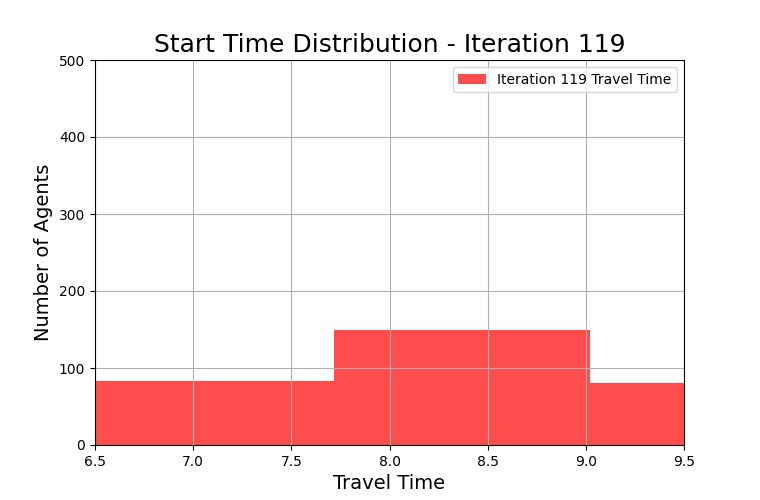 Start Time Distribution - Iteration 119
500
Iteration 119 Travel Time
400
300
200
100
0
Number of Agents
6.5 7.0 7.5 8.0 8.5 9.0 9.5
Travel Time